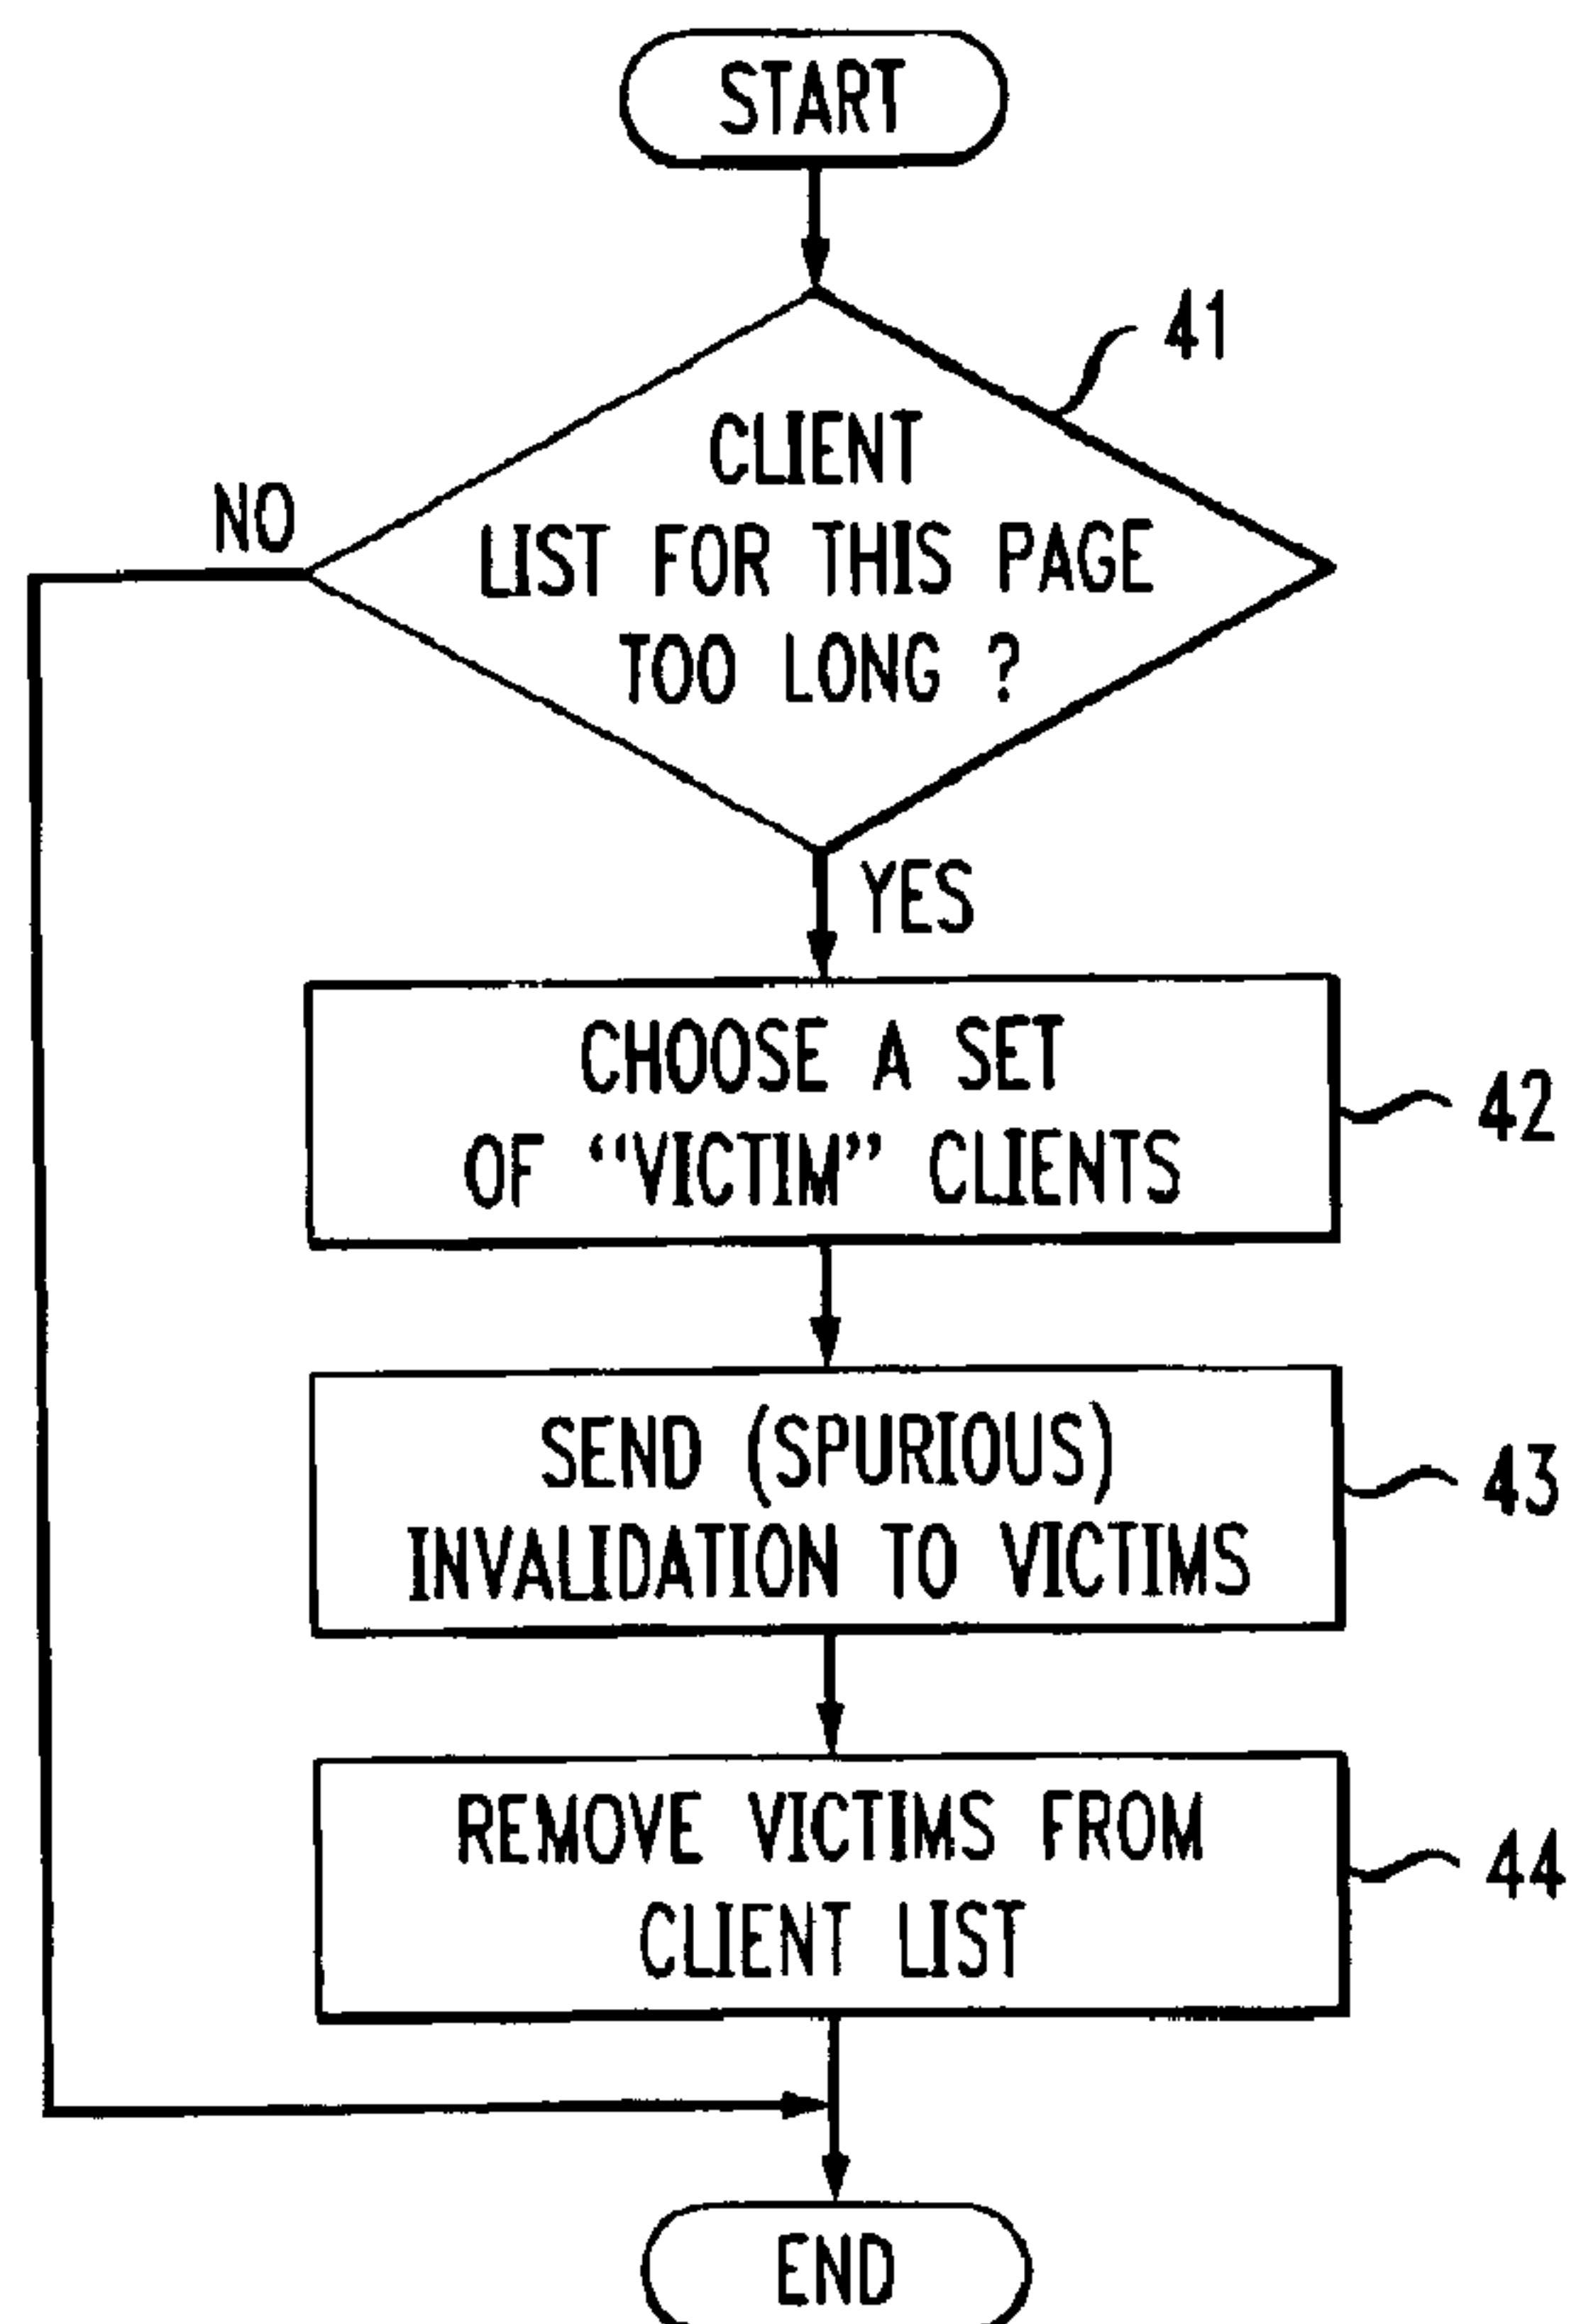 START
41
CLIENT
LIST FOR THIS PAGE
TOO LONG ?
NO
YES
CHOOSE A SET
OF “VICTIM” CLIENTS
42
SEND (SPURIOUS)
INVALIDATION TO VICTIMS
43
REMOVE VICTIMS FROM
CLIENT LIST
44
END